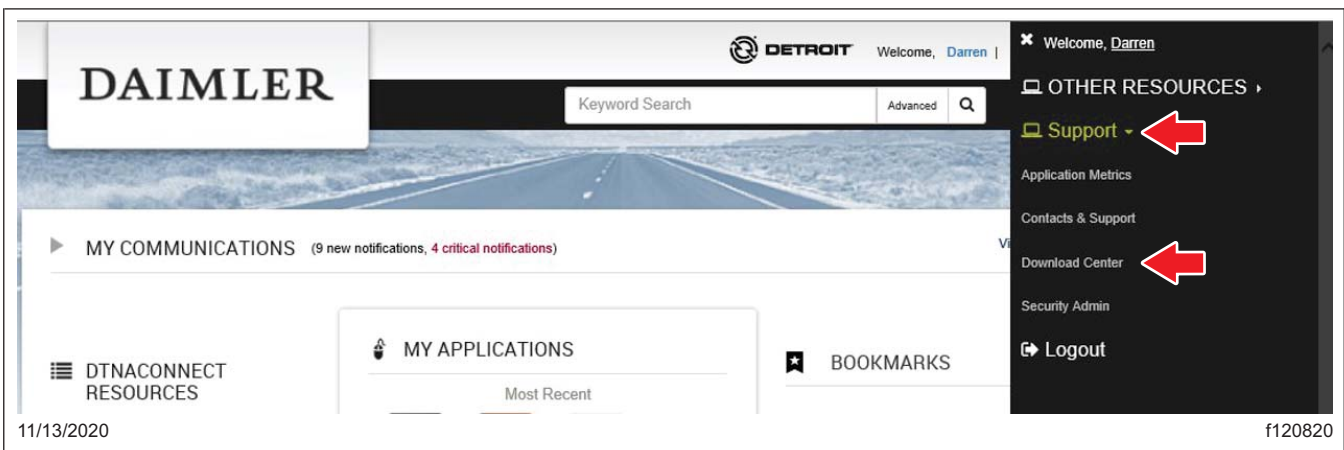 DAIMLER
DETROIT Welcome, Darren |
Keyword Search Advanced
MY COMMUNICATIONS (9 new notifications, 4 critical notifications)
DTNACONNECT
RESOURCES
MY APPLICATIONS
Most Recent
BOOKMARKS
Welcome, Darren
OTHER RESOURCES
Support
Application Metrics
Contacts & Support
Download Center
Security Admin
Logout
11/13/2020 f120820